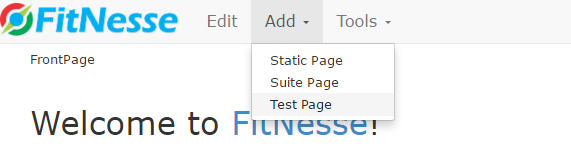 FitNesse Edit Add Tools
FrontPage
Static Page
Suite Page
Test Page
Welcome to FitNesse!